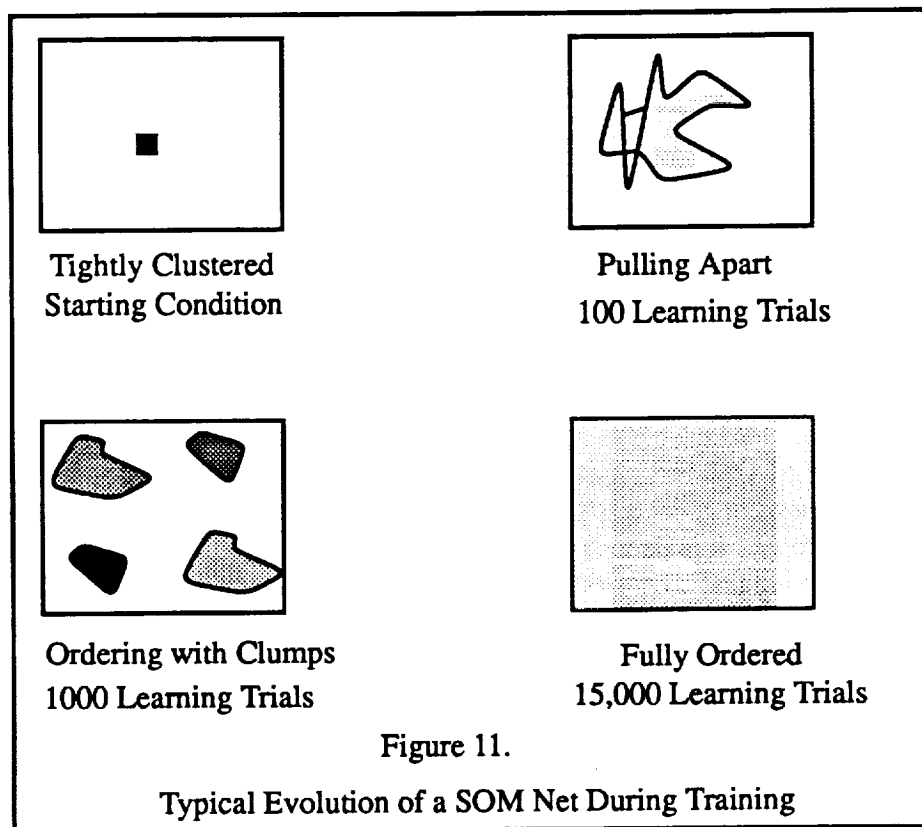 Tightly Clustered
Starting Condition
Pulling Apart
100 Learning Trials
Ordering with Clumps
1000 Learning Trials
Fully Ordered
15,000 Learning Trials
Figure 11.
Typical Evolution of a SOM Net During Training